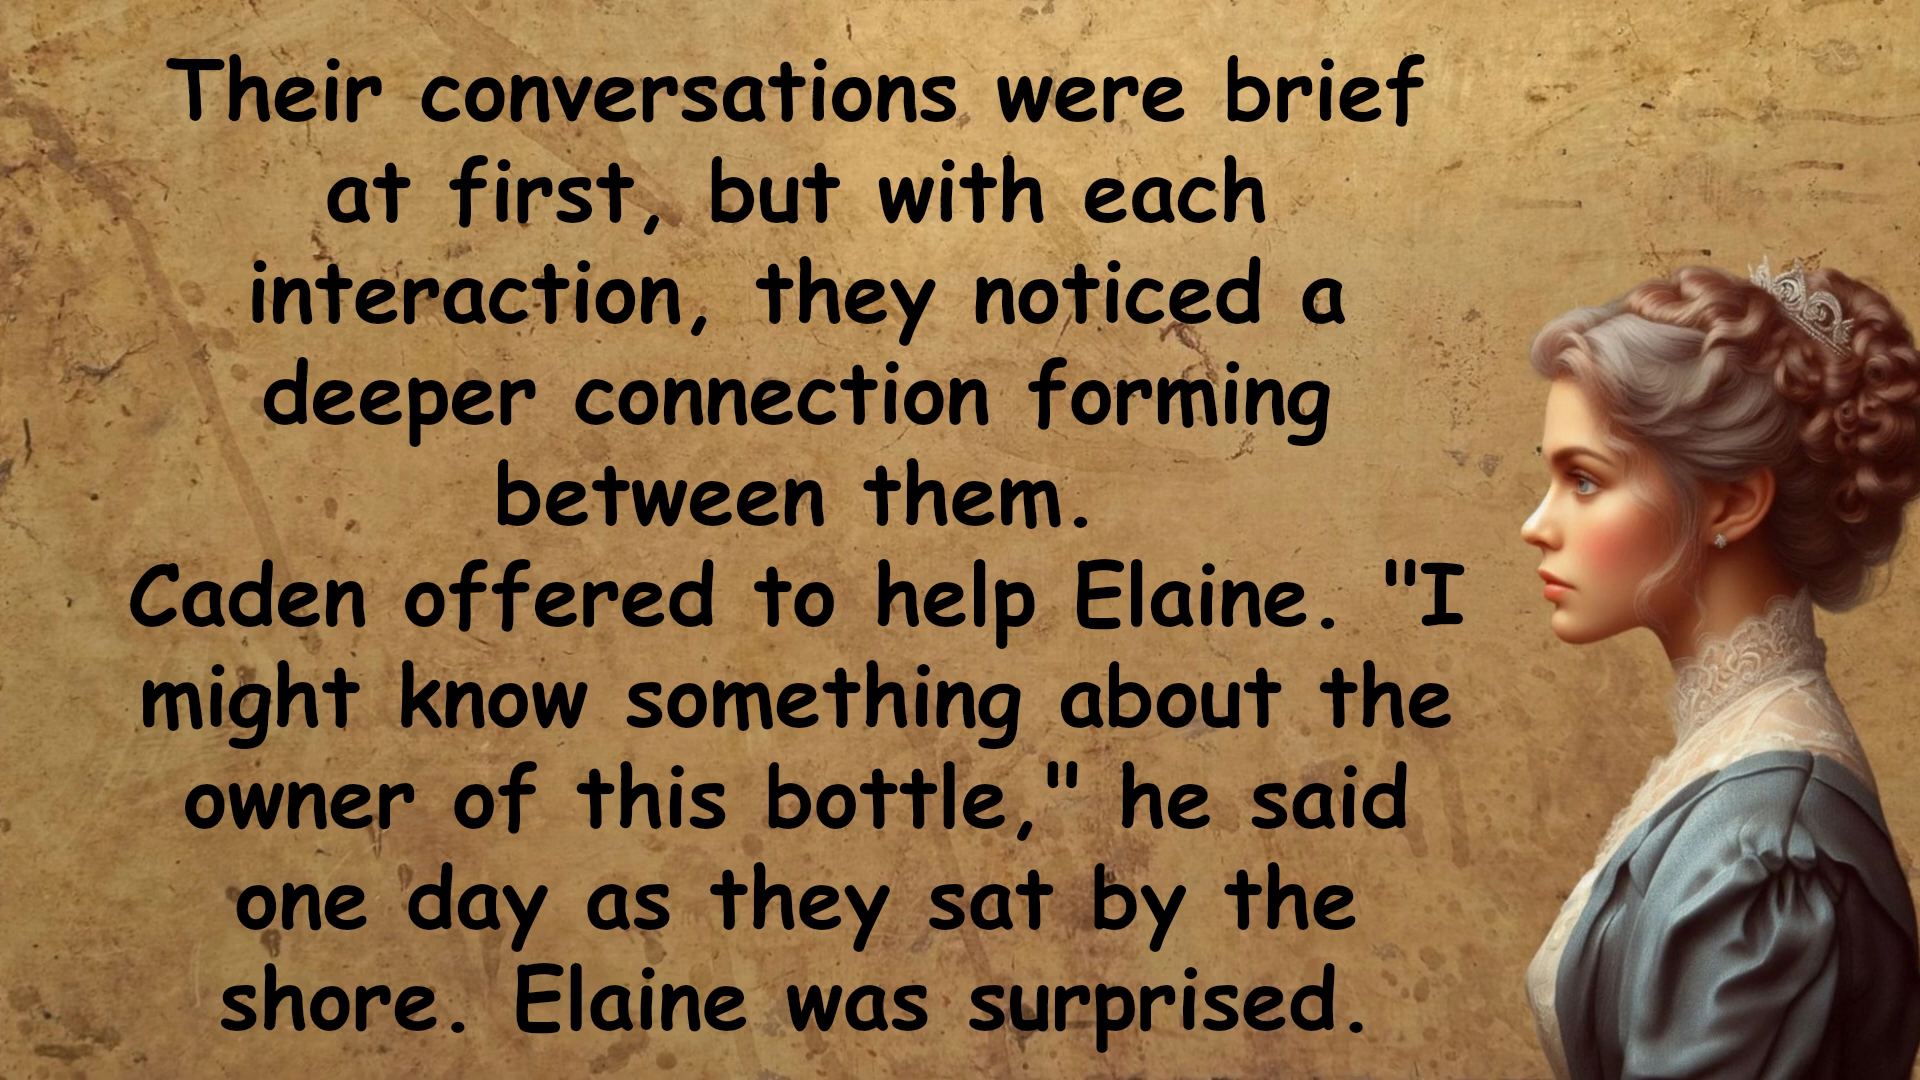 Their conversations were brief
at first, but with each
interaction, they noticed a
deeper connection forming
between them.
Caden offered to help Elaine. "I
might know something about the
owner of this bottle," he said
one day as they sat by the
shore. Elaine was surprised.